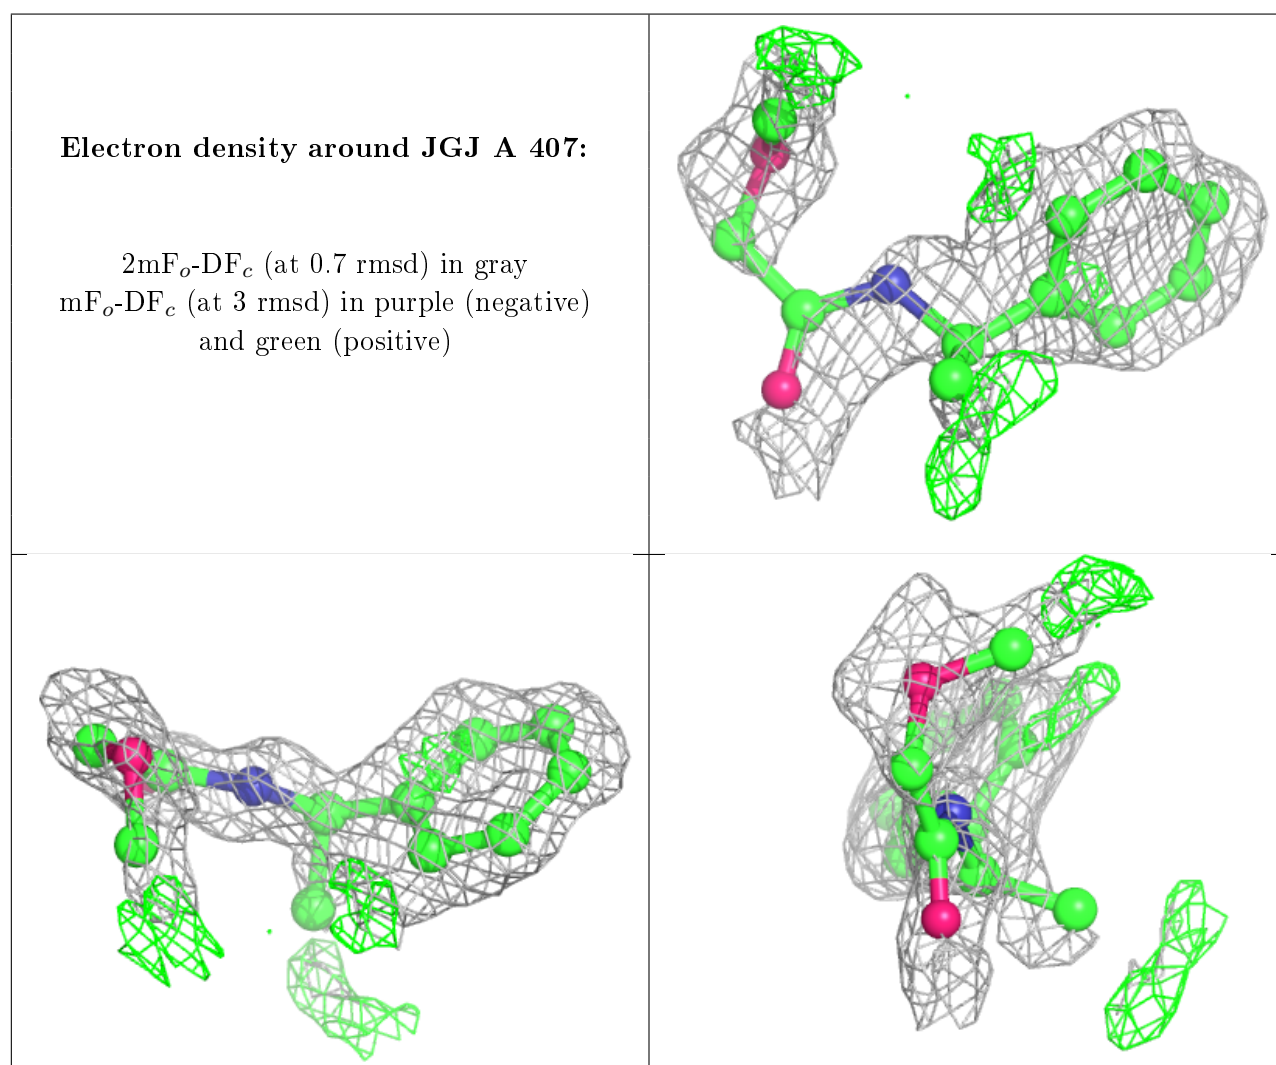 Electron density around JGJ A 407:
2mFo-DFc (at 0.7 rmsd) in gray
mFo-DFc (at 3 rmsd) in purple (negative)
and green (positive)